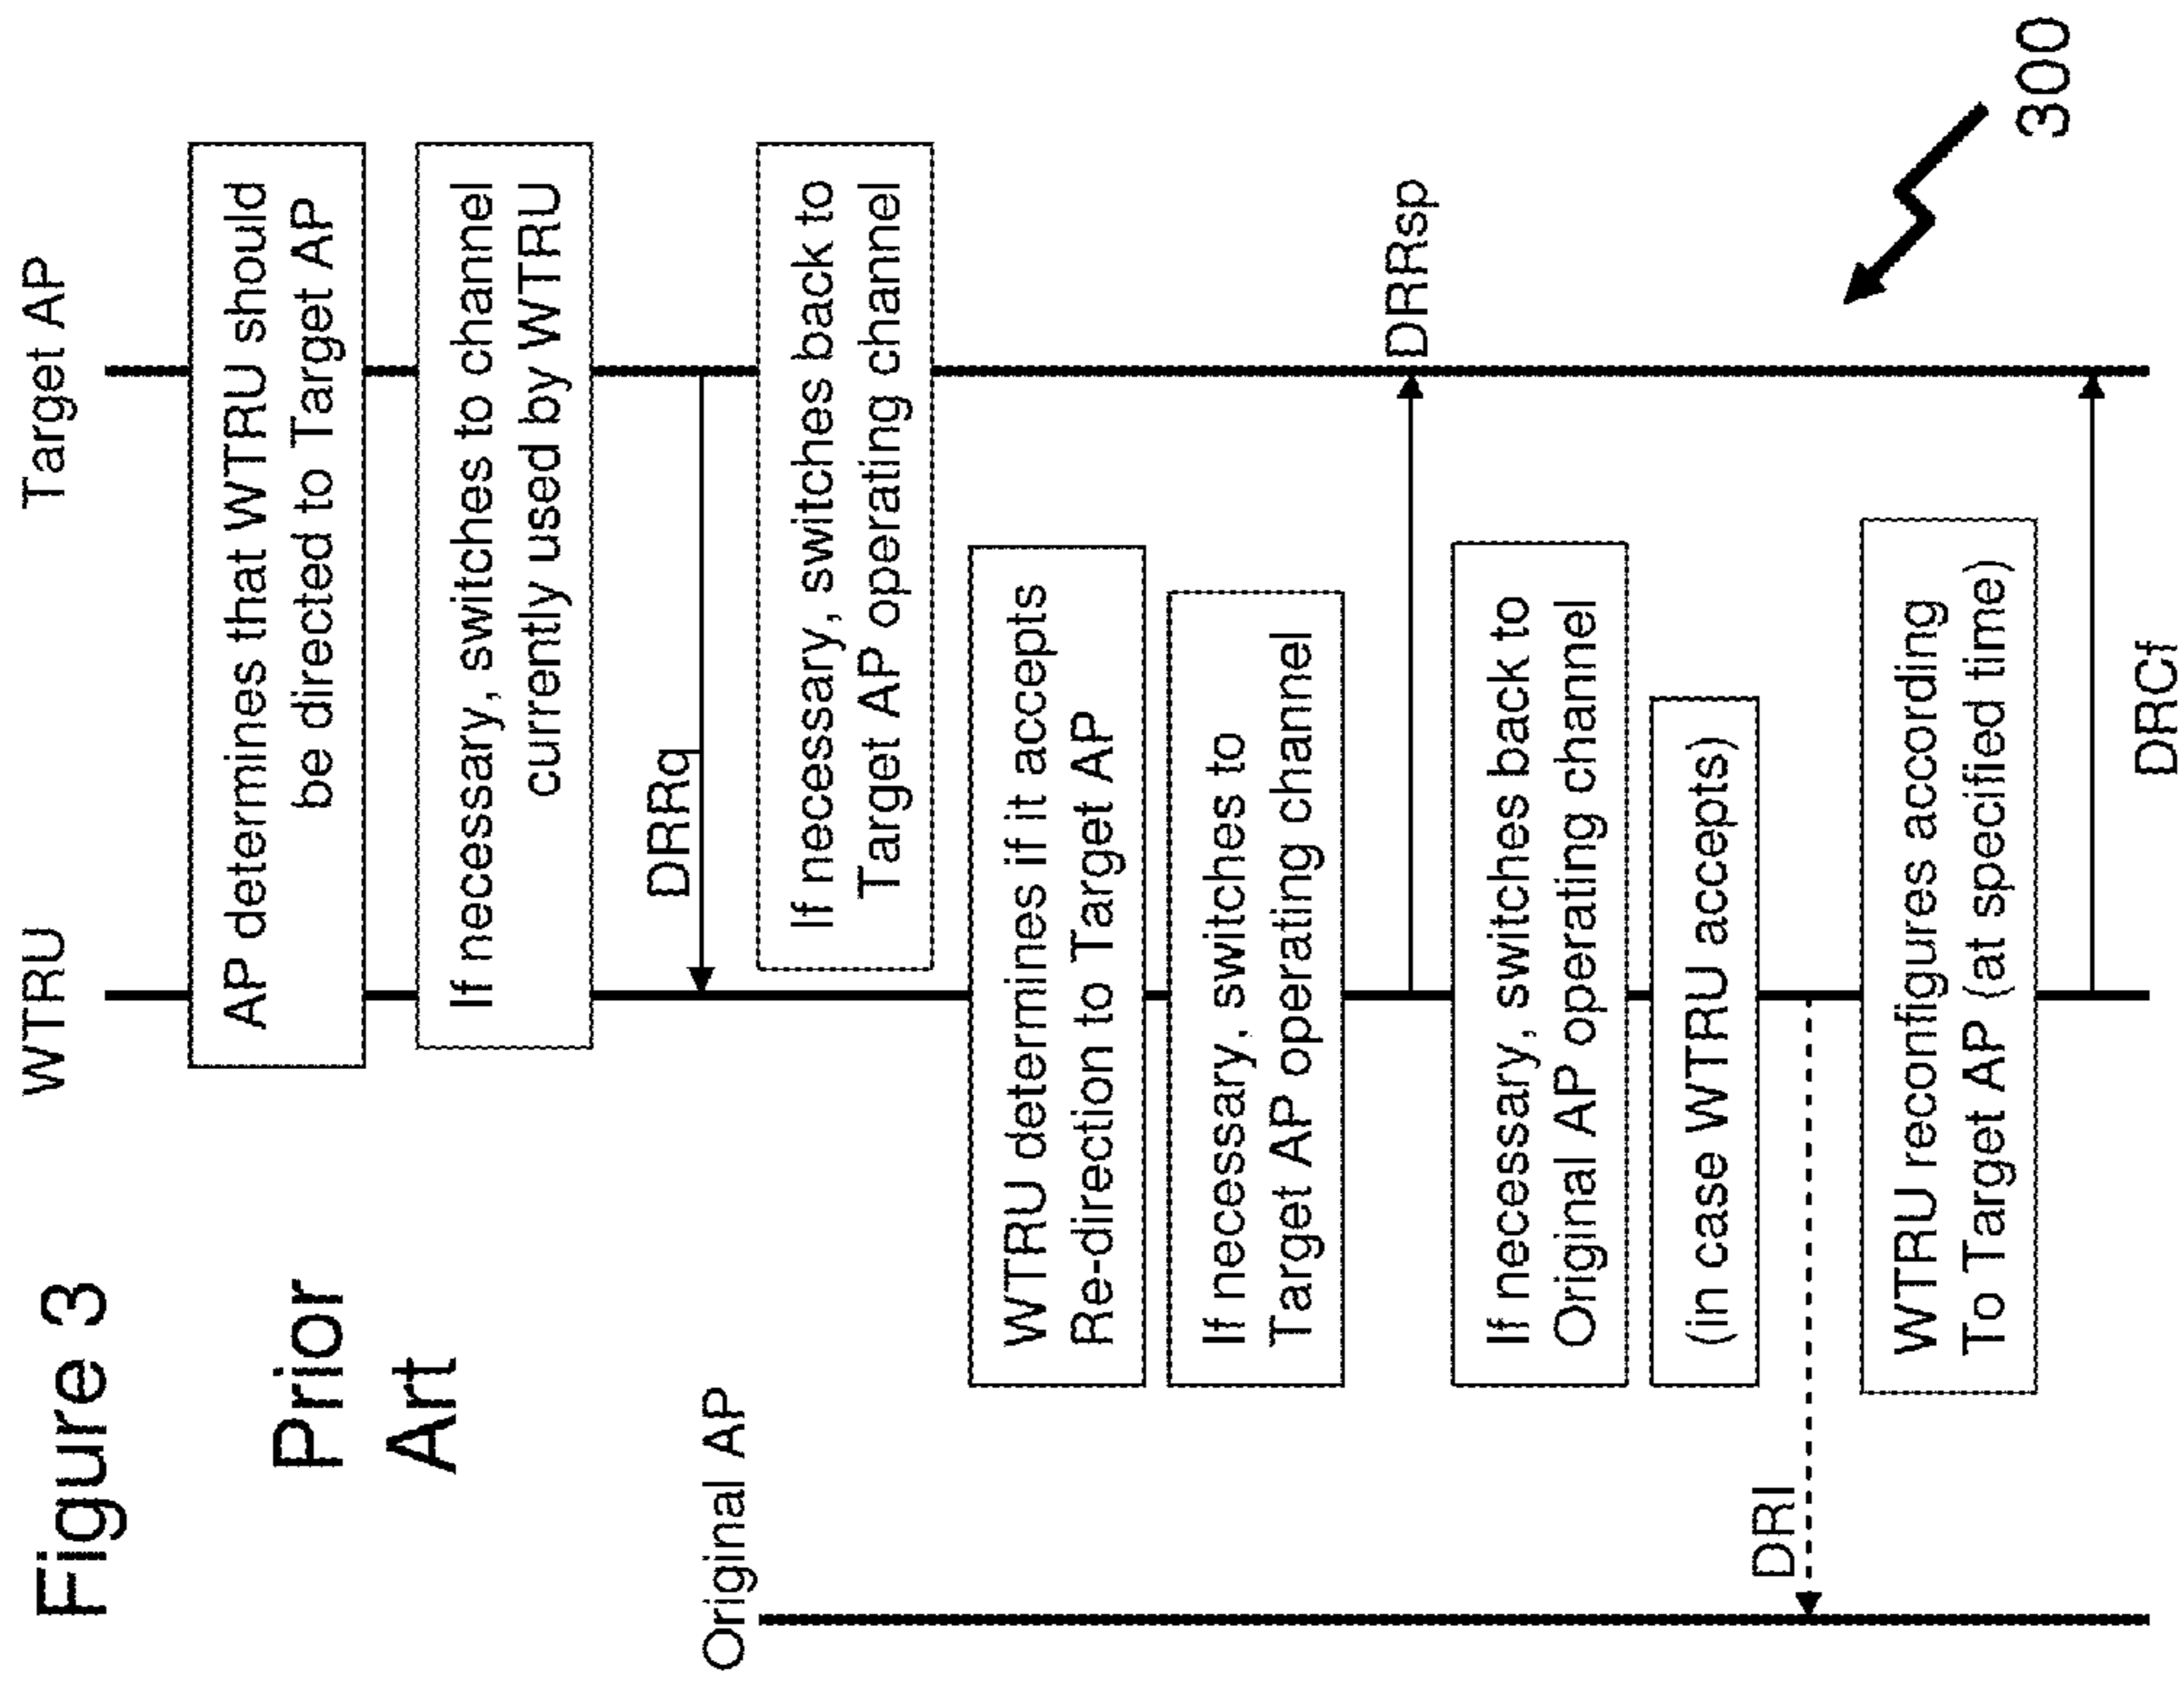 Figure 3
WTRU
Target AP
Prior
Art
AP determines that WTRU should
be directed to Target AP
If necessary, switches to channel
currently used by WTRU
DRRq
Original AP
If necessary, switches back to
Target AP operating channel
WTRU determines if it accepts
Re-direction to Target AP
If necessary, switches to
Target AP operating channel
DRRsp
If necessary, switches back to
Original AP operating channel
(in case WTRU accepts)
DRI
WTRU reconfigures according
To Target AP (at specified time)
300
DRCf